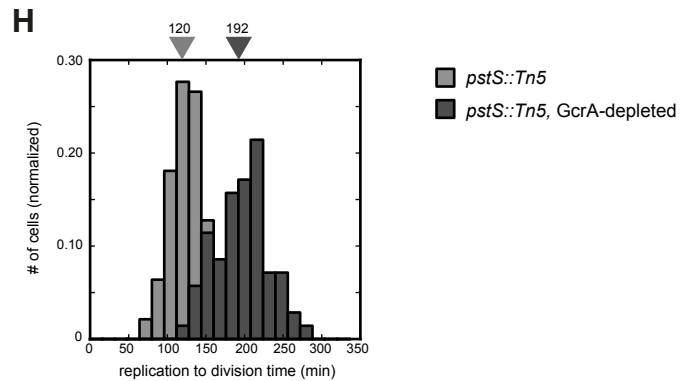 H
120 192
0.30
0.20
0.10
0
# of cells (normalized)
0 50 100 150 200 250 300 350
replication to division time (min)
pstS::Tn5
pstS::Tn5, GcrA-depleted